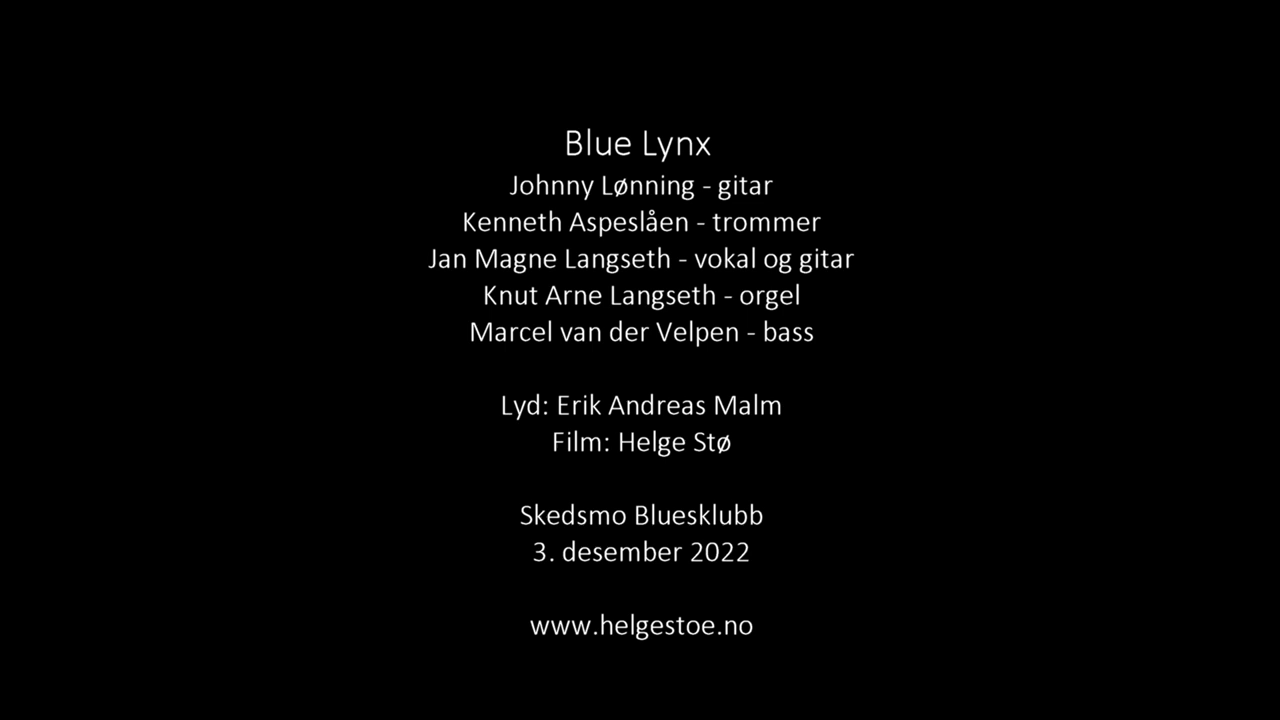 Blue Lynx
Johnny Lønning - gitar
Kenneth Aspeslåen - trommer
Jan Magne Langseth - vokal og gitar
Knut Arne Langseth - orgel
Marcel van der Velpen - bass
Lyd: Erik Andreas Malm
Film: Helge Stø
Skedsmo Bluesklubb
3. desember 2022
www.helgestoe.no